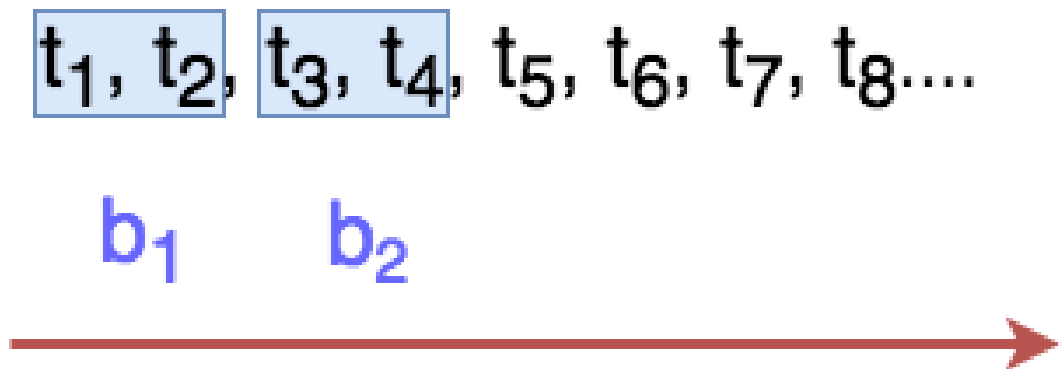 t₁, t₂, t₃, t₄, t₅, t₆, t₇, t₈....
b₁ b₂